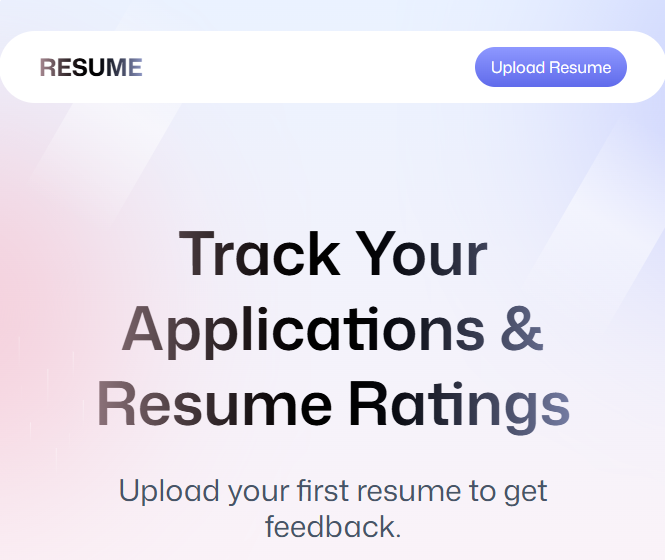 RESUME
Upload Resume
Track Your
Applications &
Resume Ratings
Upload your first resume to get
feedback.